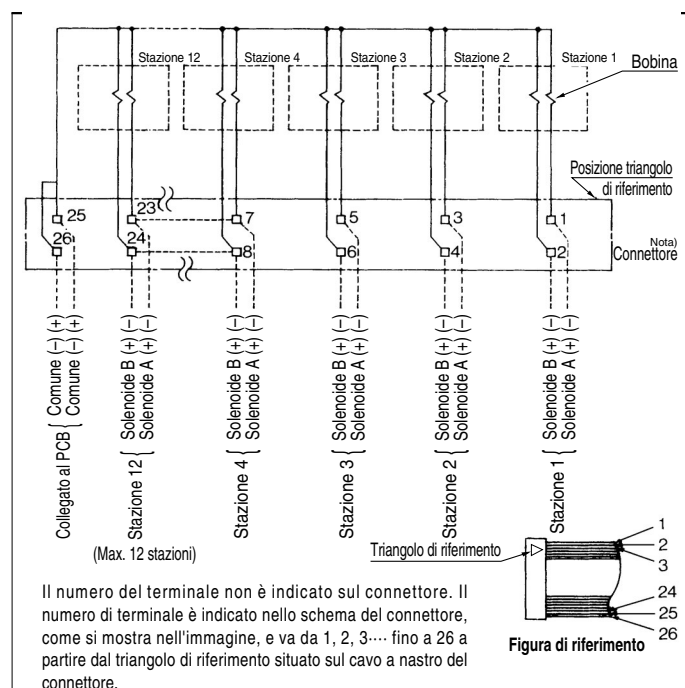 Stazione 12
Stazione 4
Stazione 3
Stazione 2
Stazione 1
Bobina
Posizione triangolo
di riferimento
25
23
7
5
3
1
Nota)
Connettore
26
24
8
6
4
2
Comune (−) (+)
Comune (−) (+)
Collegato al PCB
Solenoide B (+) (−)
Solenoide A (+) (−)
Stazione 12
Solenoide B (+) (−)
Solenoide A (+) (−)
Stazione 4
Solenoide B (+) (−)
Solenoide A (+) (−)
Stazione 3
Solenoide B (+) (−)
Solenoide A (+) (−)
Stazione 2
Solenoide B (+) (−)
Solenoide A (+) (−)
Stazione 1
(Max. 12 stazioni)
Triangolo di riferimento
1
2
3
24
25
26
Figura di riferimento
Il numero del terminale non è indicato sul connettore. Il
numero di terminale è indicato nello schema del connettore,
come si mostra nell'immagine, e va da 1, 2, 3···· fino a 26 a
partire dal triangolo di riferimento situato sul cavo a nastro del
connettore.